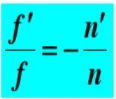 f'/f = -n'/n